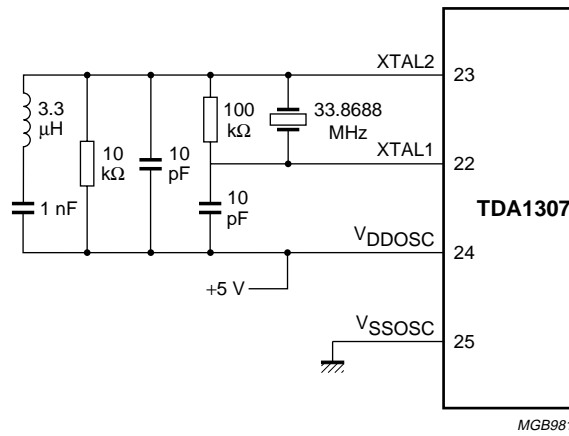 XTAL2
23
3.3
μH
100
kΩ
33.8688
MHz
10
kΩ
10
pF
XTAL1
22
1 nF
10
pF
TDA1307
VDDOSC
24
+5 V
VSSOSC
25
MGB981